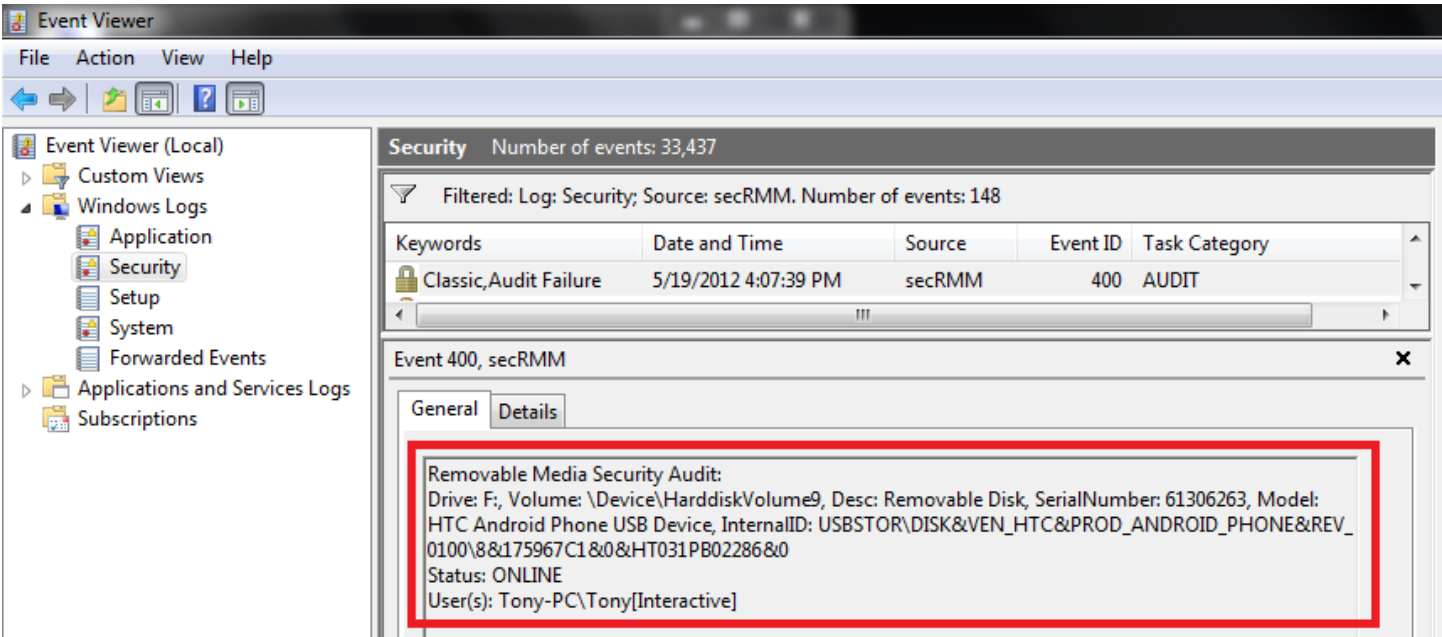 Event Viewer
File Action View Help
Event Viewer (Local)
Custom Views
Windows Logs
Application
Security
Setup
System
Forwarded Events
Applications and Services Logs
Subscriptions
Security Number of events: 33,437
Filtered: Log: Security; Source: secRMM. Number of events: 148
Keywords Date and Time Source Event ID Task Category
Classic,Audit Failure 5/19/2012 4:07:39 PM secRMM 400 AUDIT
Event 400, secRMM
General Details
Removable Media Security Audit:
Drive: F:, Volume: \Device\HarddiskVolume9, Desc: Removable Disk, SerialNumber: 61306263, Model:
HTC Android Phone USB Device, InternalID: USBSTOR\DISK&VEN_HTC&PROD_ANDROID_PHONE&REV_
0100\8&175967C1&0&HT031PB02286&0
Status: ONLINE
User(s): Tony-PC\Tony[Interactive]